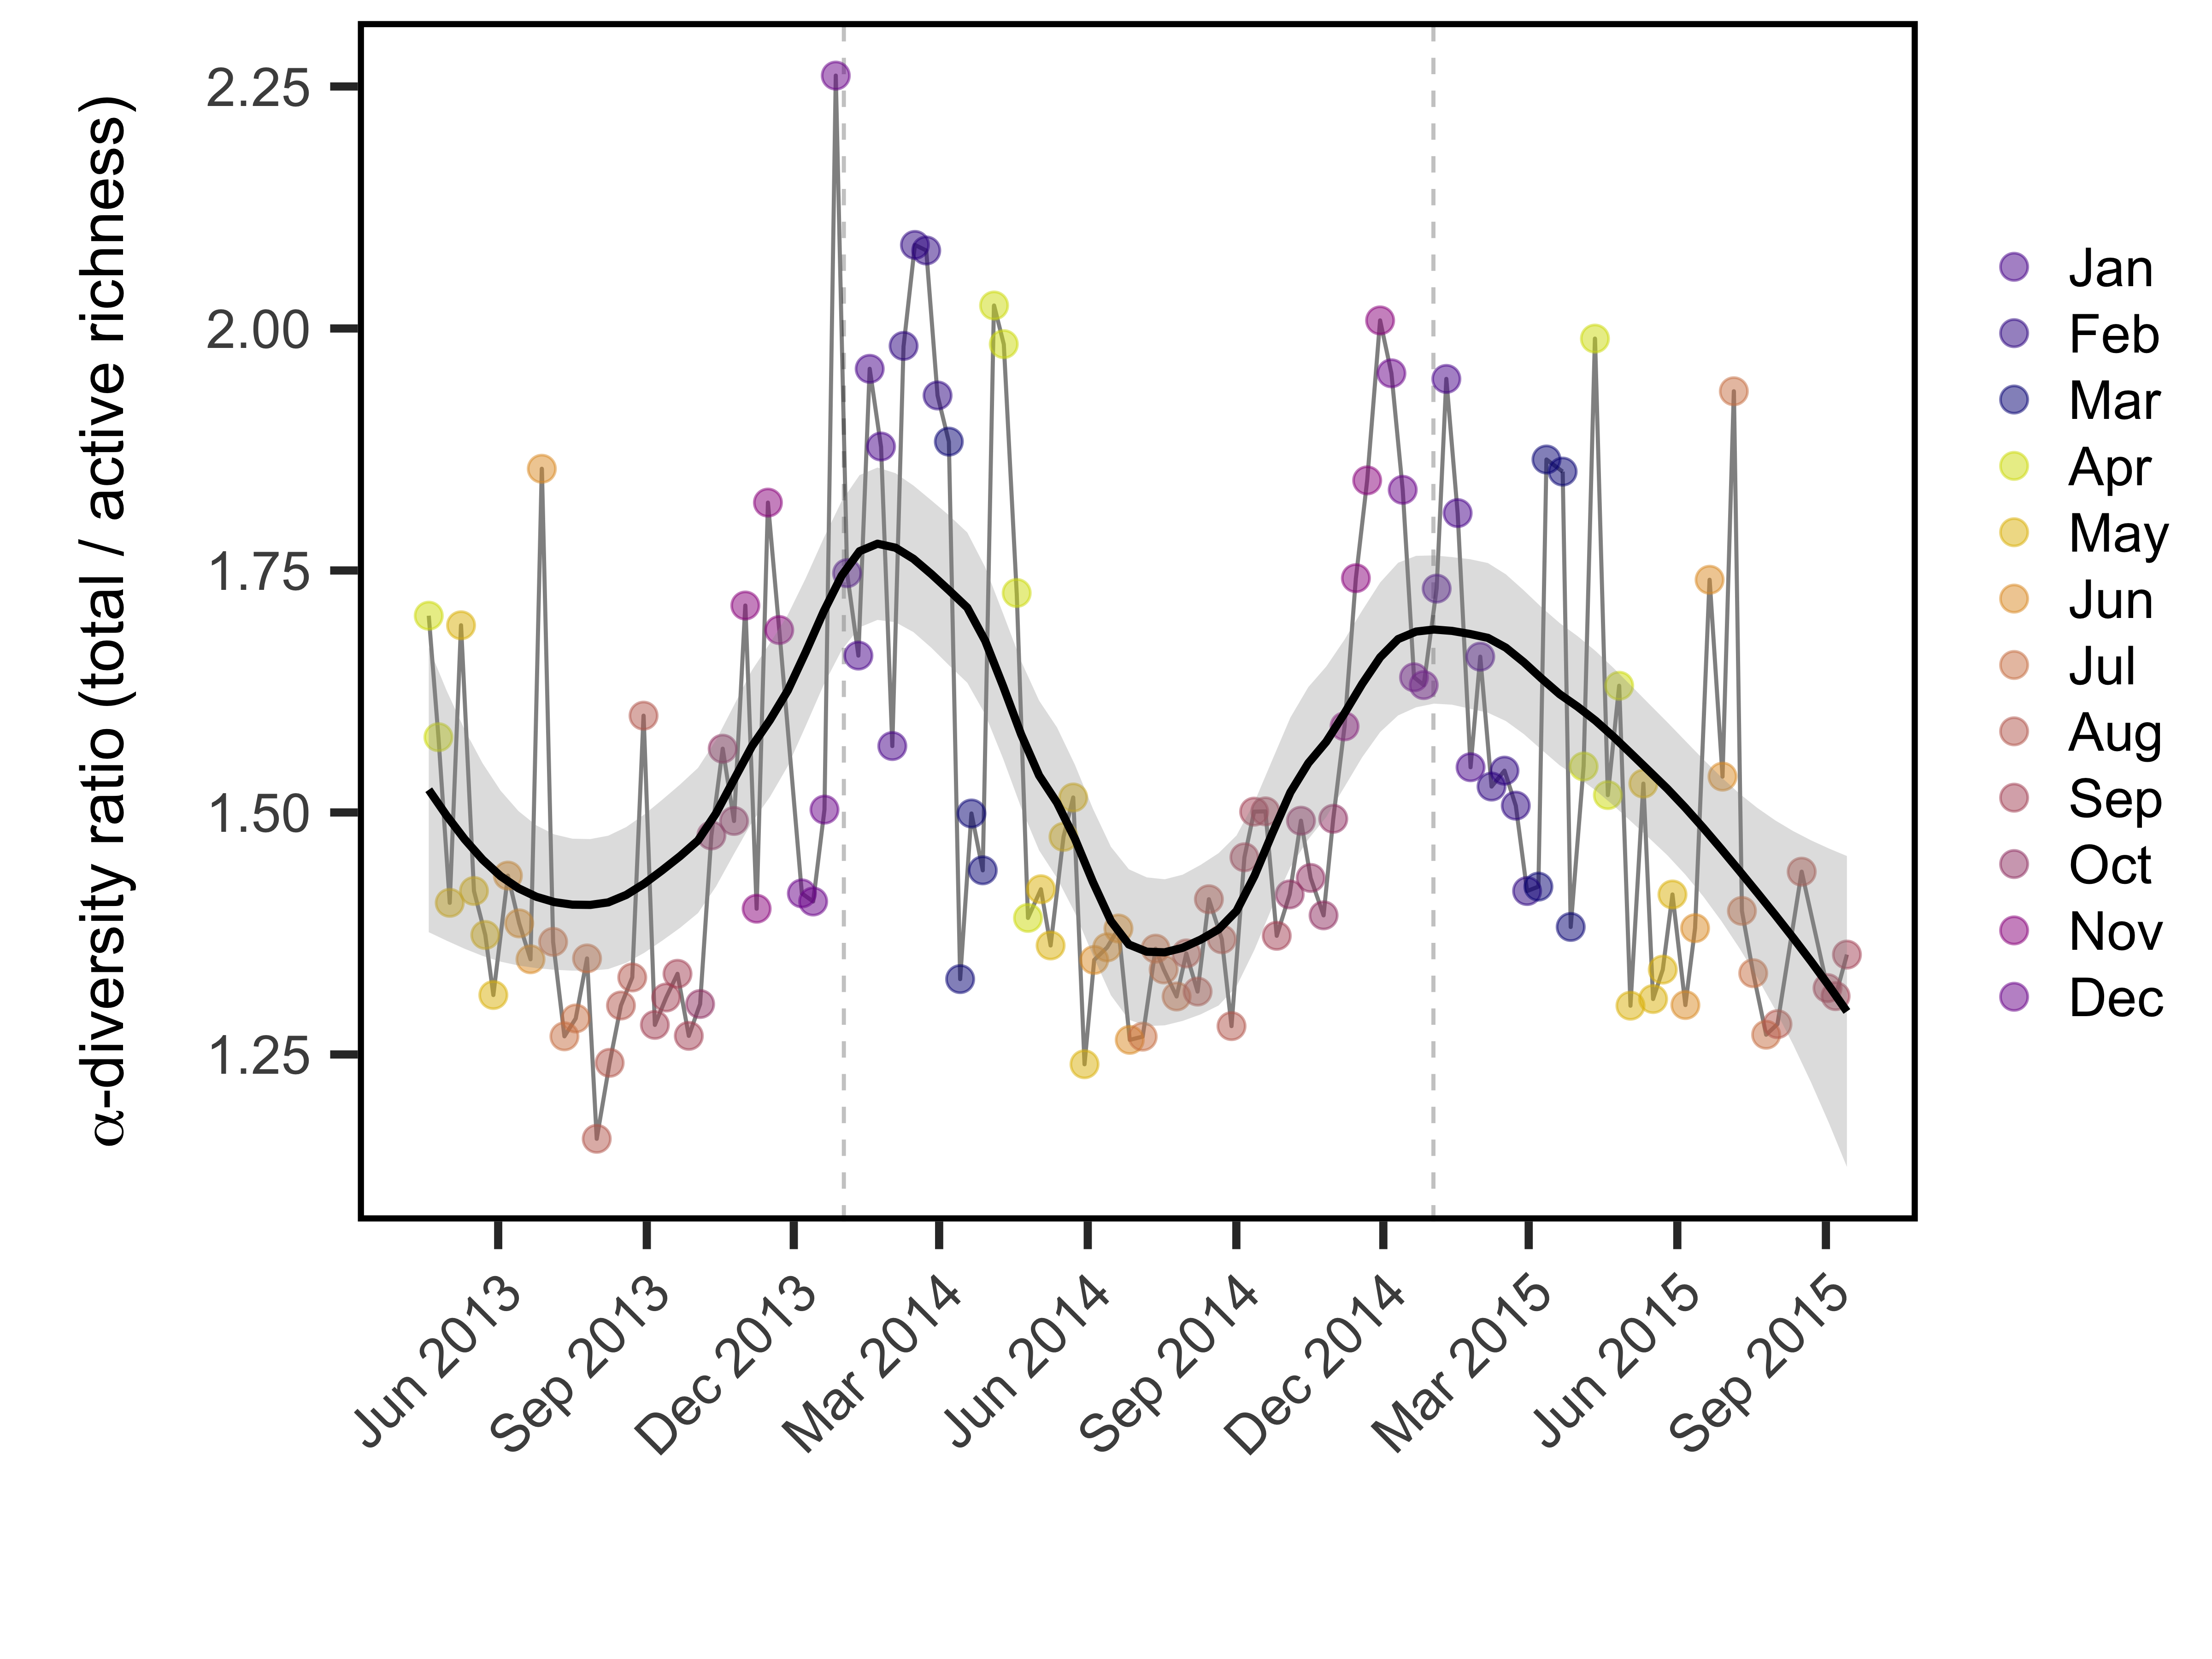 α-diversity ratio (total / active richness)
2.25
2.00
1.75
1.50
1.25
Jun 2013
Sep 2013
Dec 2013
Mar 2014
Jun 2014
Sep 2014
Dec 2014
Mar 2015
Jun 2015
Sep 2015
Jan
Feb
Mar
Apr
May
Jun
Jul
Aug
Sep
Oct
Nov
Dec